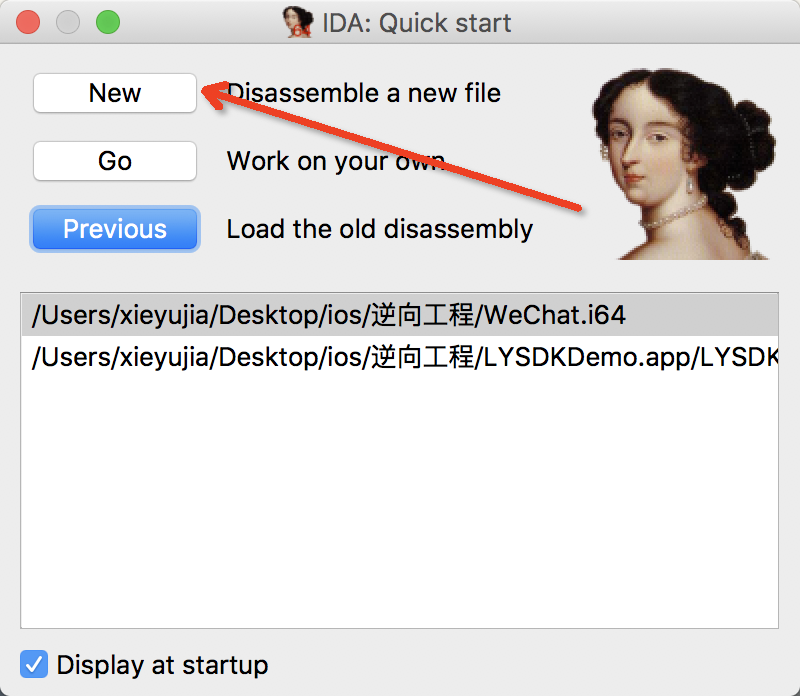 IDA: Quick start
New Disassemble a new file
Go Work on your own
Previous Load the old disassembly
/Users/xieyujia/Desktop/ios/逆向工程/WeChat.i64
/Users/xieyujia/Desktop/ios/逆向工程/LYSDKDemo.app/LYSDK
Display at startup